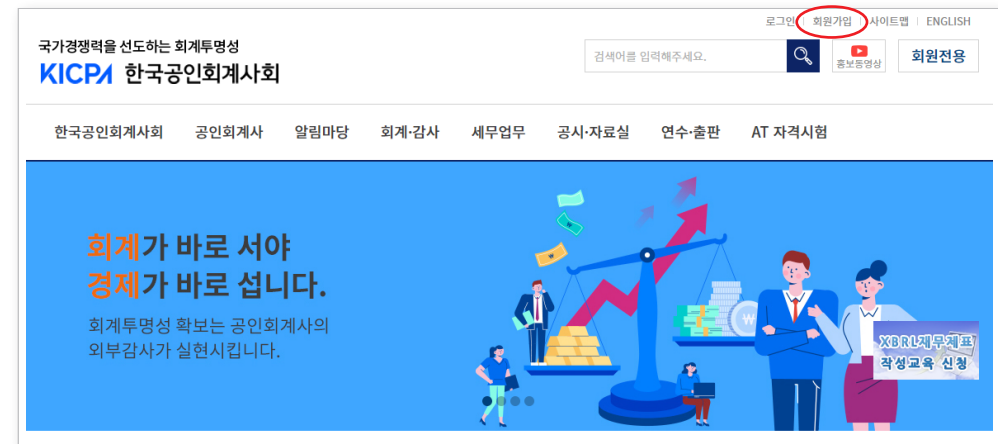 로그인 회원가입 사이트맵 ENGLISH
국가경쟁력을 선도하는 회계투명성
KICPA 한국공인회계사회
검색어를 입력해주세요.
홍보동영상
회원전용
한국공인회계사회 공인회계사 알림마당 회계·감사 세무업무 공시·자료실 연수·출판 AT 자격시험
회계가 바로 서야
경제가 바로 섭니다.
회계투명성 확보는 공인회계사의
외부감사가 실현시킵니다.
XBRL재무제표
작성교육 신청